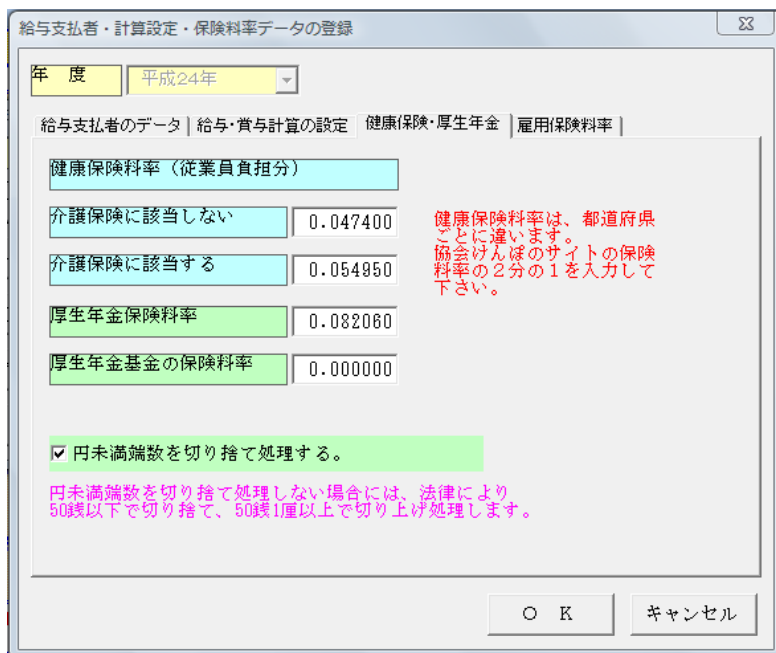 給与支払者・計算設定・保険料率データの登録
年　度
平成24年
給与支払者のデータ
給与・賞与計算の設定
健康保険・厚生年金
雇用保険料率
健康保険料率（従業員負担分）
介護保険に該当しない
0.047400
介護保険に該当する
0.054950
健康保険料率は、都道府県
ごとに違います。
協会けんぽのサイトの保険
料率の２分の１を入力して
下さい。
厚生年金保険料率
0.082060
厚生年金基金の保険料率
0.000000
円未満端数を切り捨て処理する。
円未満端数を切り捨て処理しない場合には、法律により
50銭以下で切り捨て、50銭1厘以上で切り上げ処理します。
Ｏ　Ｋ
キャンセル